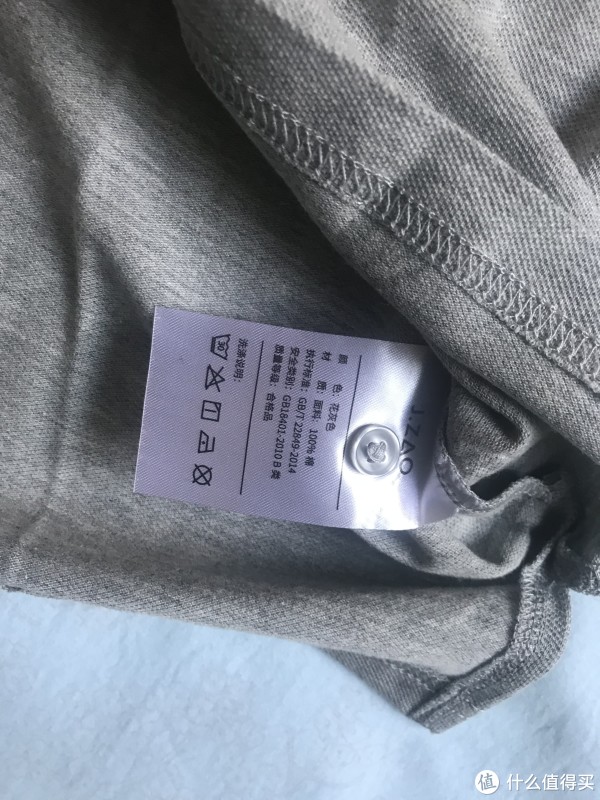 J.ZAO
颜 色：花灰色
材 质：面料：100% 棉
执行标准：GB/T 22849-2014
安全类别：GB18401-2010 B 类
质量等级：合格品
洗涤说明：
30
值 什么值得买